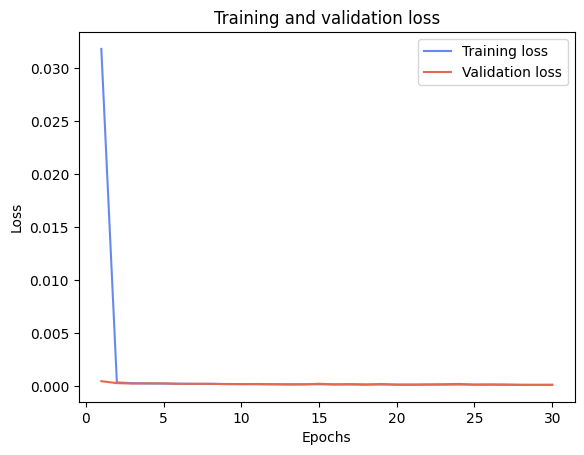 Training and validation loss
Training loss
Validation loss
0.030
0.025
0.020
0.015
0.010
0.005
0.000
Loss
0 5 10 15 20 25 30
Epochs